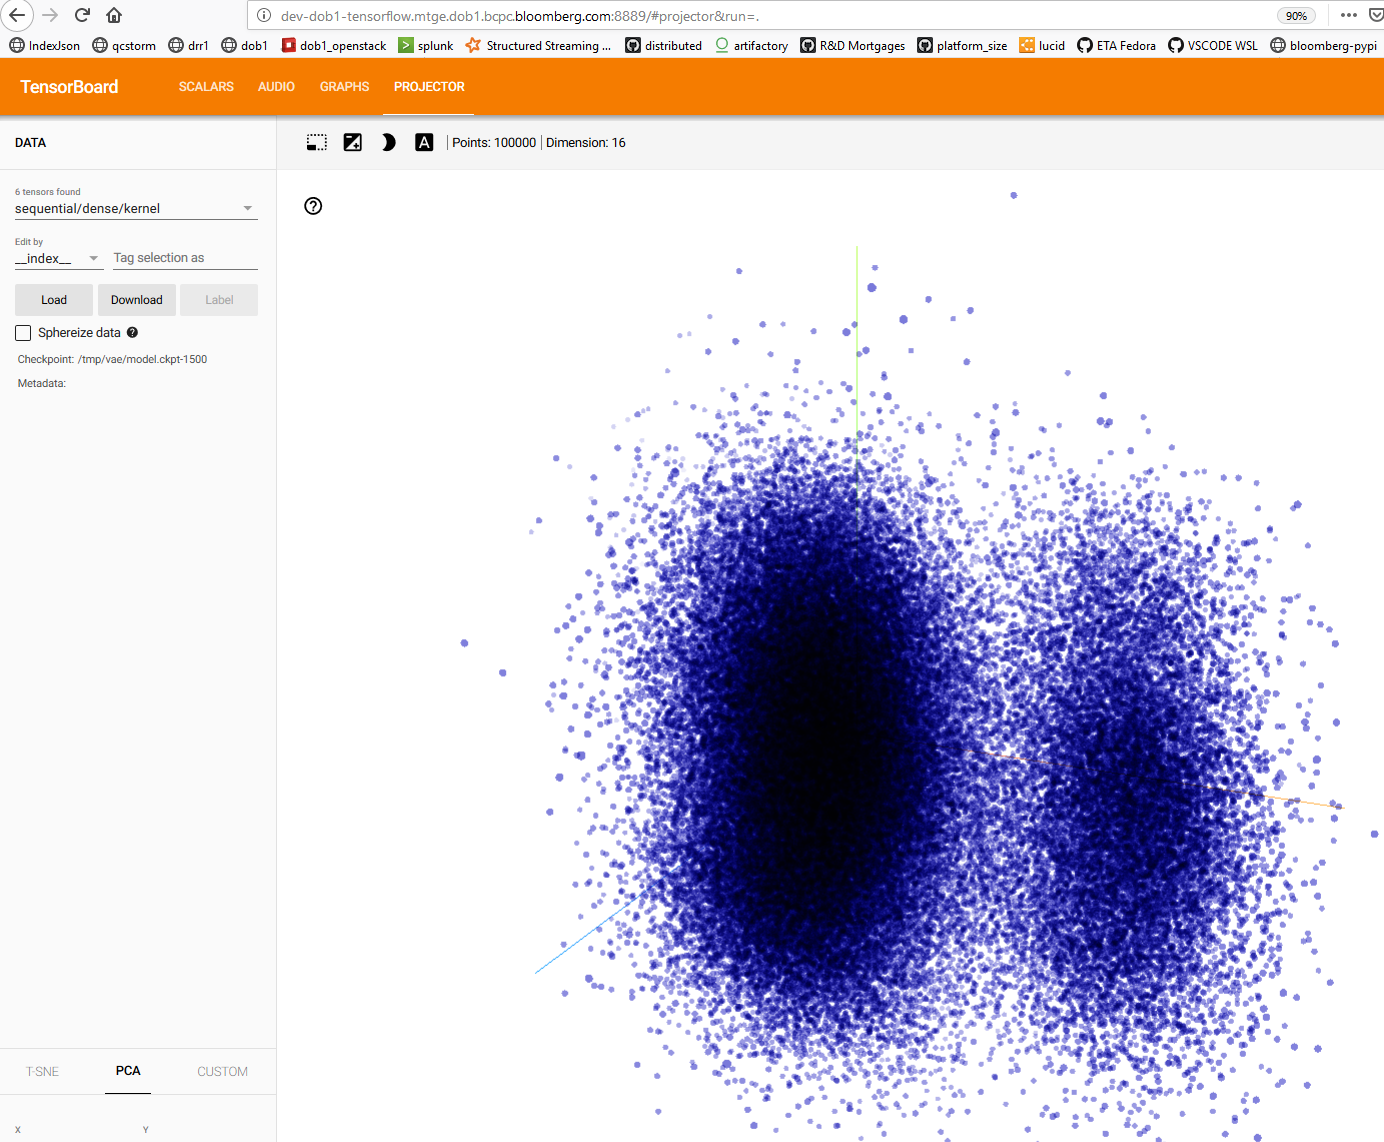 dev-dob1-tensorflow.mtge.dob1.bcpc.bloomberg.com:8889/#projector&run=. 90%
IndexJson qcstorm drr1 dob1 dob1_openstack splunk Structured Streaming ... distributed artifactory R&D Mortgages platform_size lucid ETA Fedora VSCODE WSL bloomberg-pypi
TensorBoard SCALARS AUDIO GRAPHS PROJECTOR
DATA
A Points: 100000 Dimension: 16
6 tensors found
sequential/dense/kernel
Edit by
__index__ Tag selection as
Load Download Label
Sphereize data
Checkpoint: /tmp/vae/model.ckpt-1500
Metadata:
T-SNE PCA CUSTOM
X Y